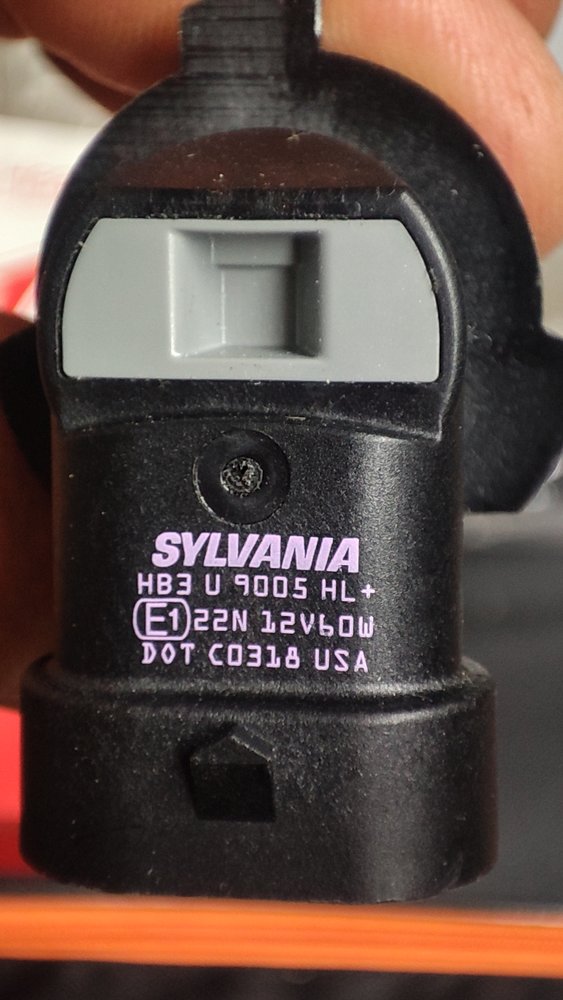 SYLVANIA
HB3 U 9005 HL+
E1 22N 12V60W
DOT C0318 USA